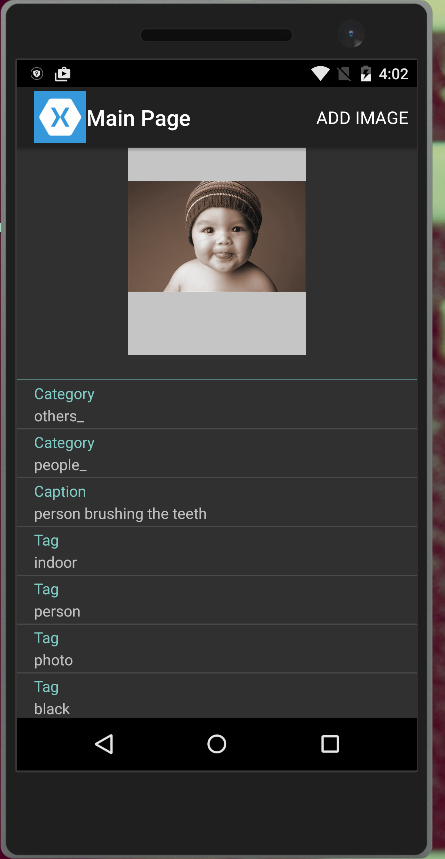 4:02
Main Page
ADD IMAGE
Category
others_
Category
people_
Caption
person brushing the teeth
Tag
indoor
Tag
person
Tag
photo
Tag
black